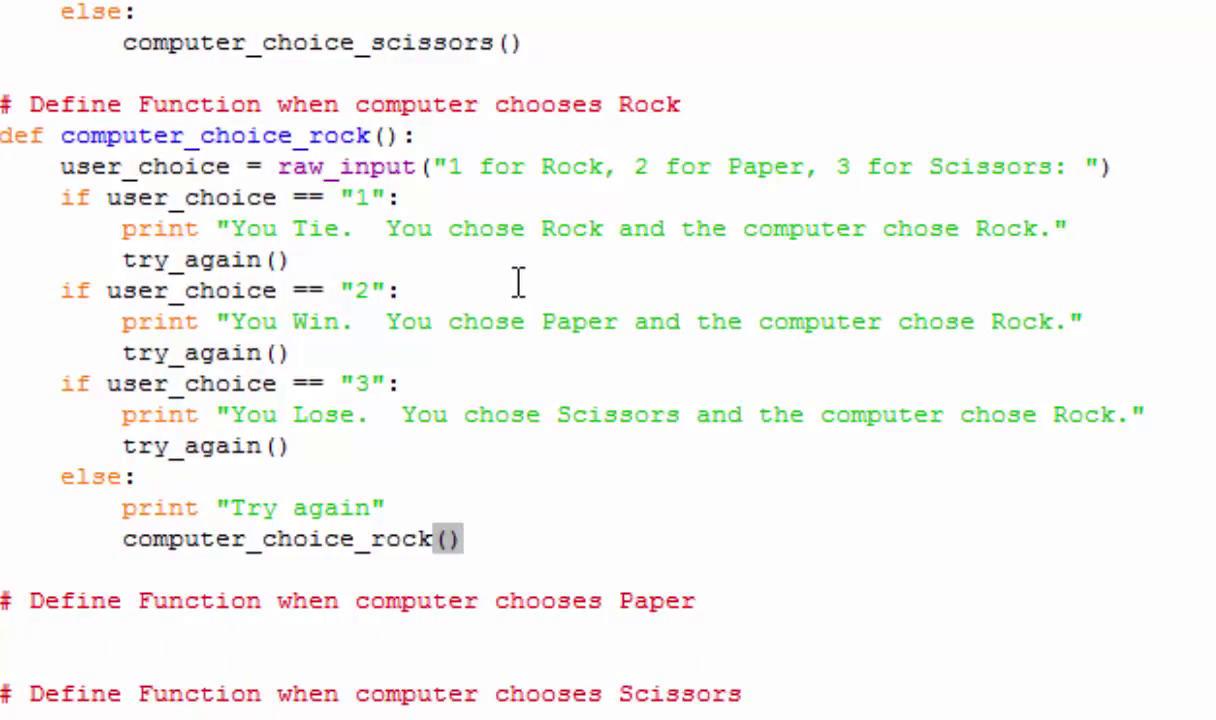 else:
computer_choice_scissors()
# Define Function when computer chooses Rock
def computer_choice_rock():
user_choice = raw_input("1 for Rock, 2 for Paper, 3 for Scissors: ")
if user_choice == "1":
print "You Tie.  You chose Rock and the computer chose Rock."
try_again()
if user_choice == "2":
print "You Win.  You chose Paper and the computer chose Rock."
try_again()
if user_choice == "3":
print "You Lose.  You chose Scissors and the computer chose Rock."
try_again()
else:
print "Try again"
computer_choice_rock()
# Define Function when computer chooses Paper
# Define Function when computer chooses Scissors